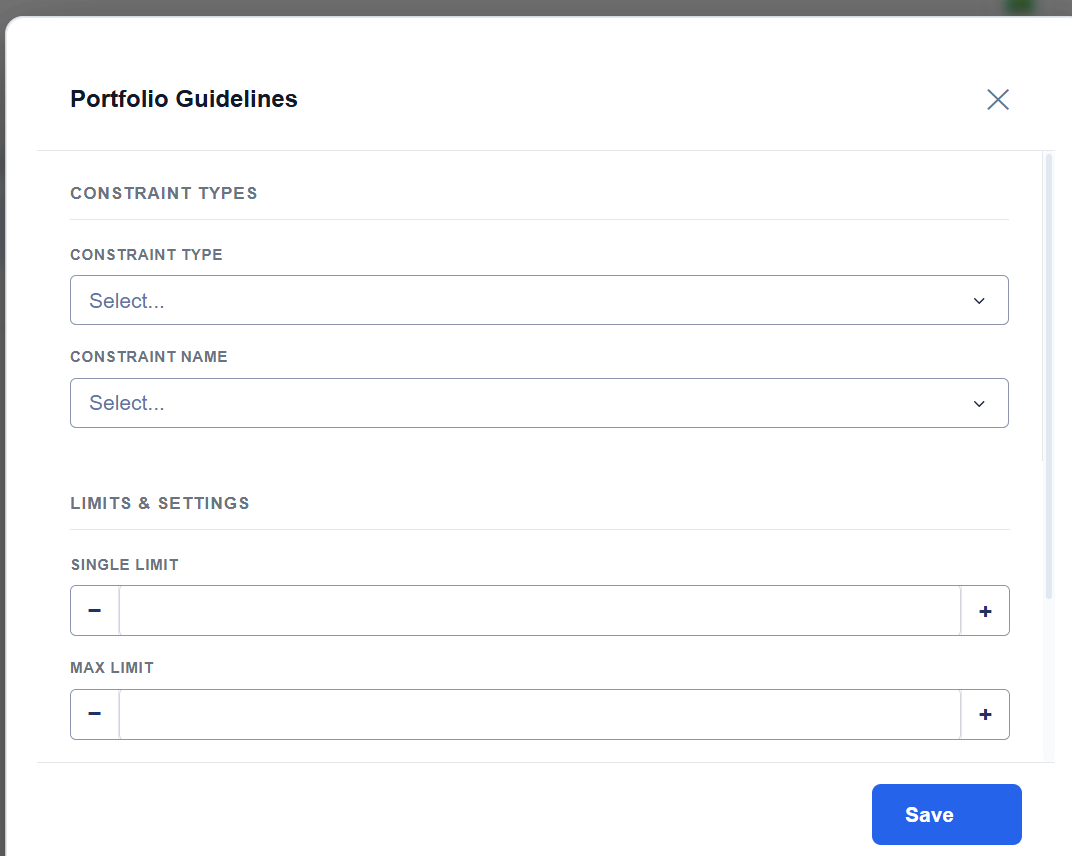 Portfolio Guidelines
CONSTRAINT TYPES
CONSTRAINT TYPE
Select...
CONSTRAINT NAME
Select...
LIMITS & SETTINGS
SINGLE LIMIT
− +
MAX LIMIT
− +
Save